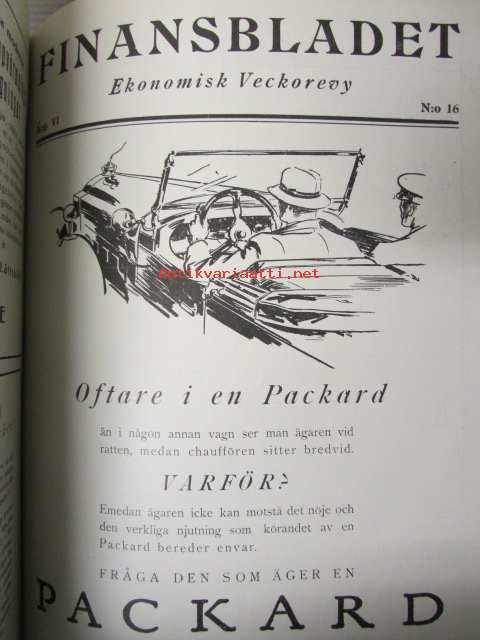 FINANSBLADET
Ekonomisk Veckorevy
Årg. VI N:o 16
Antikvariaatti.net
Oftare i en Packard
än i någon annan vagn ser man ägaren vid
ratten, medan chauffören sitter bredvid.
VARFÖR?
Emedan ägaren icke kan motstå det nöje och
den verkliga njutning som körandet av en
Packard bereder envar.
FRÅGA DEN SOM ÄGER EN
PACKARD